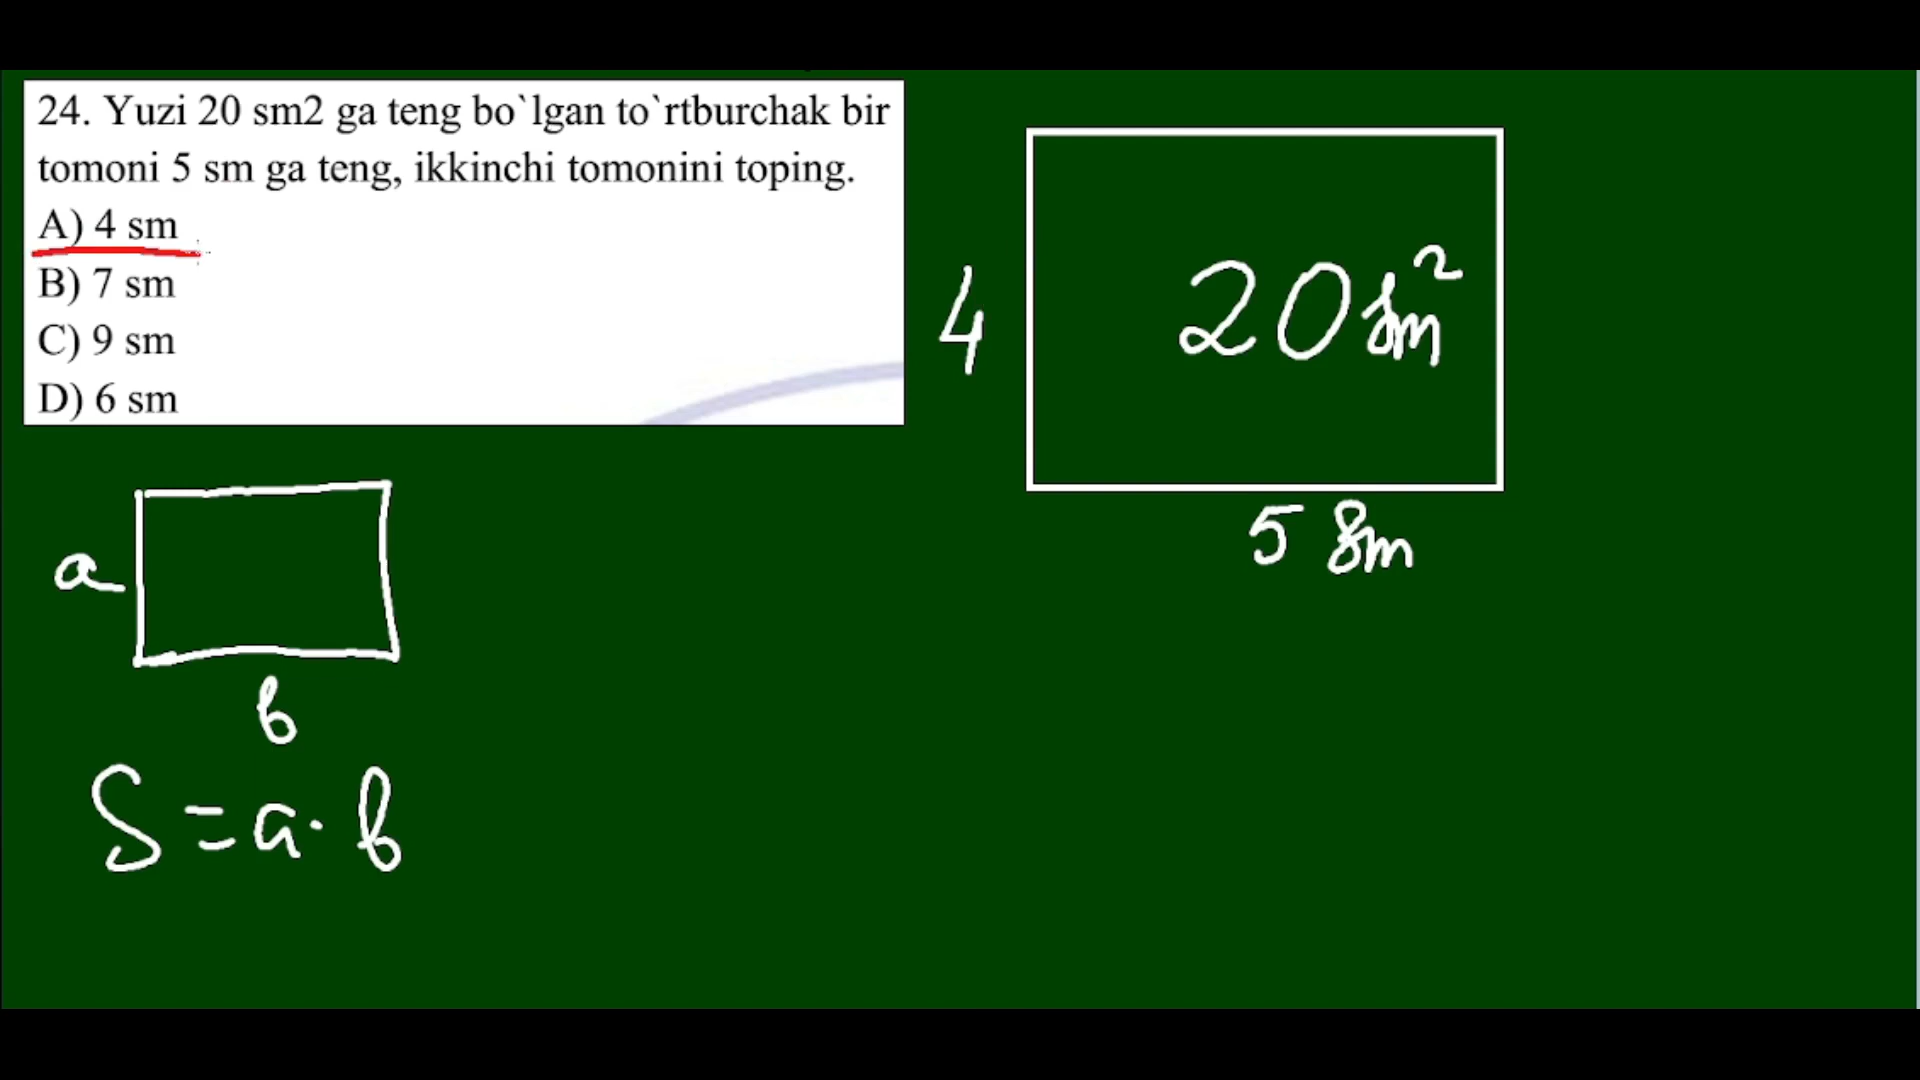 24. Yuzi 20 sm2 ga teng bo`lgan to`rtburchak bir
tomoni 5 sm ga teng, ikkinchi tomonini toping.
A) 4 sm
B) 7 sm
C) 9 sm
D) 6 sm
4
20 sm²
5 sm
a
b
S = a · b